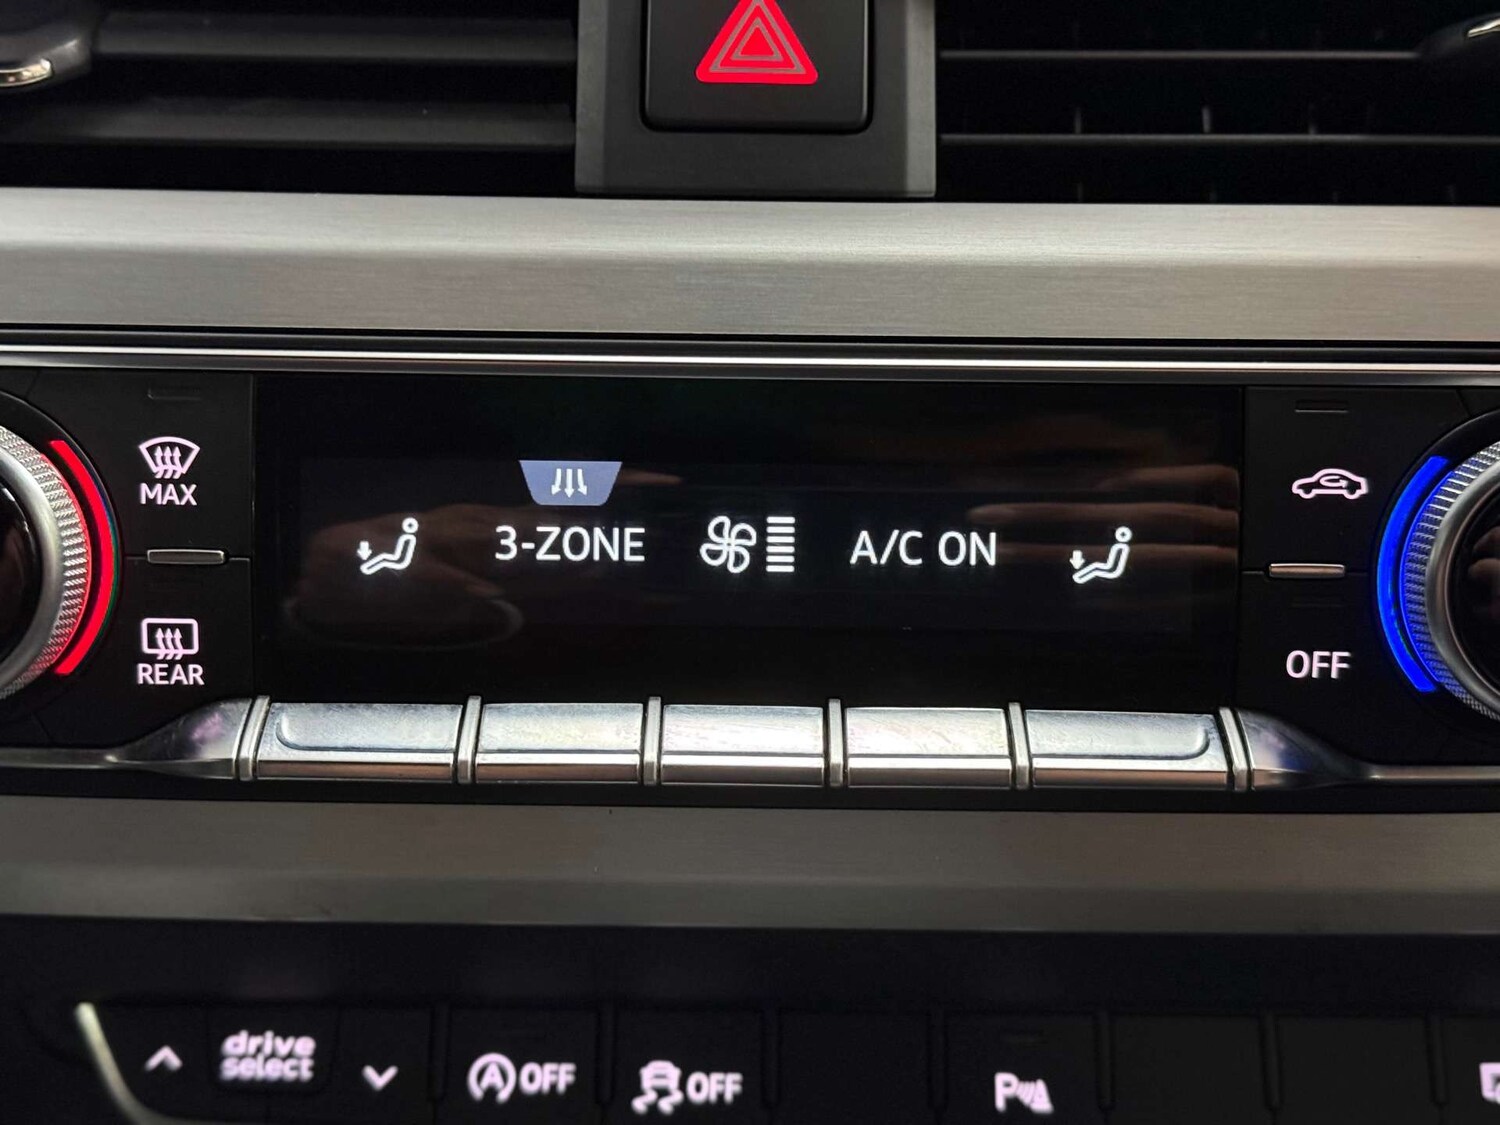 MAX
3-ZONE
A/C ON
REAR
OFF
drive
select
A OFF
OFF
P